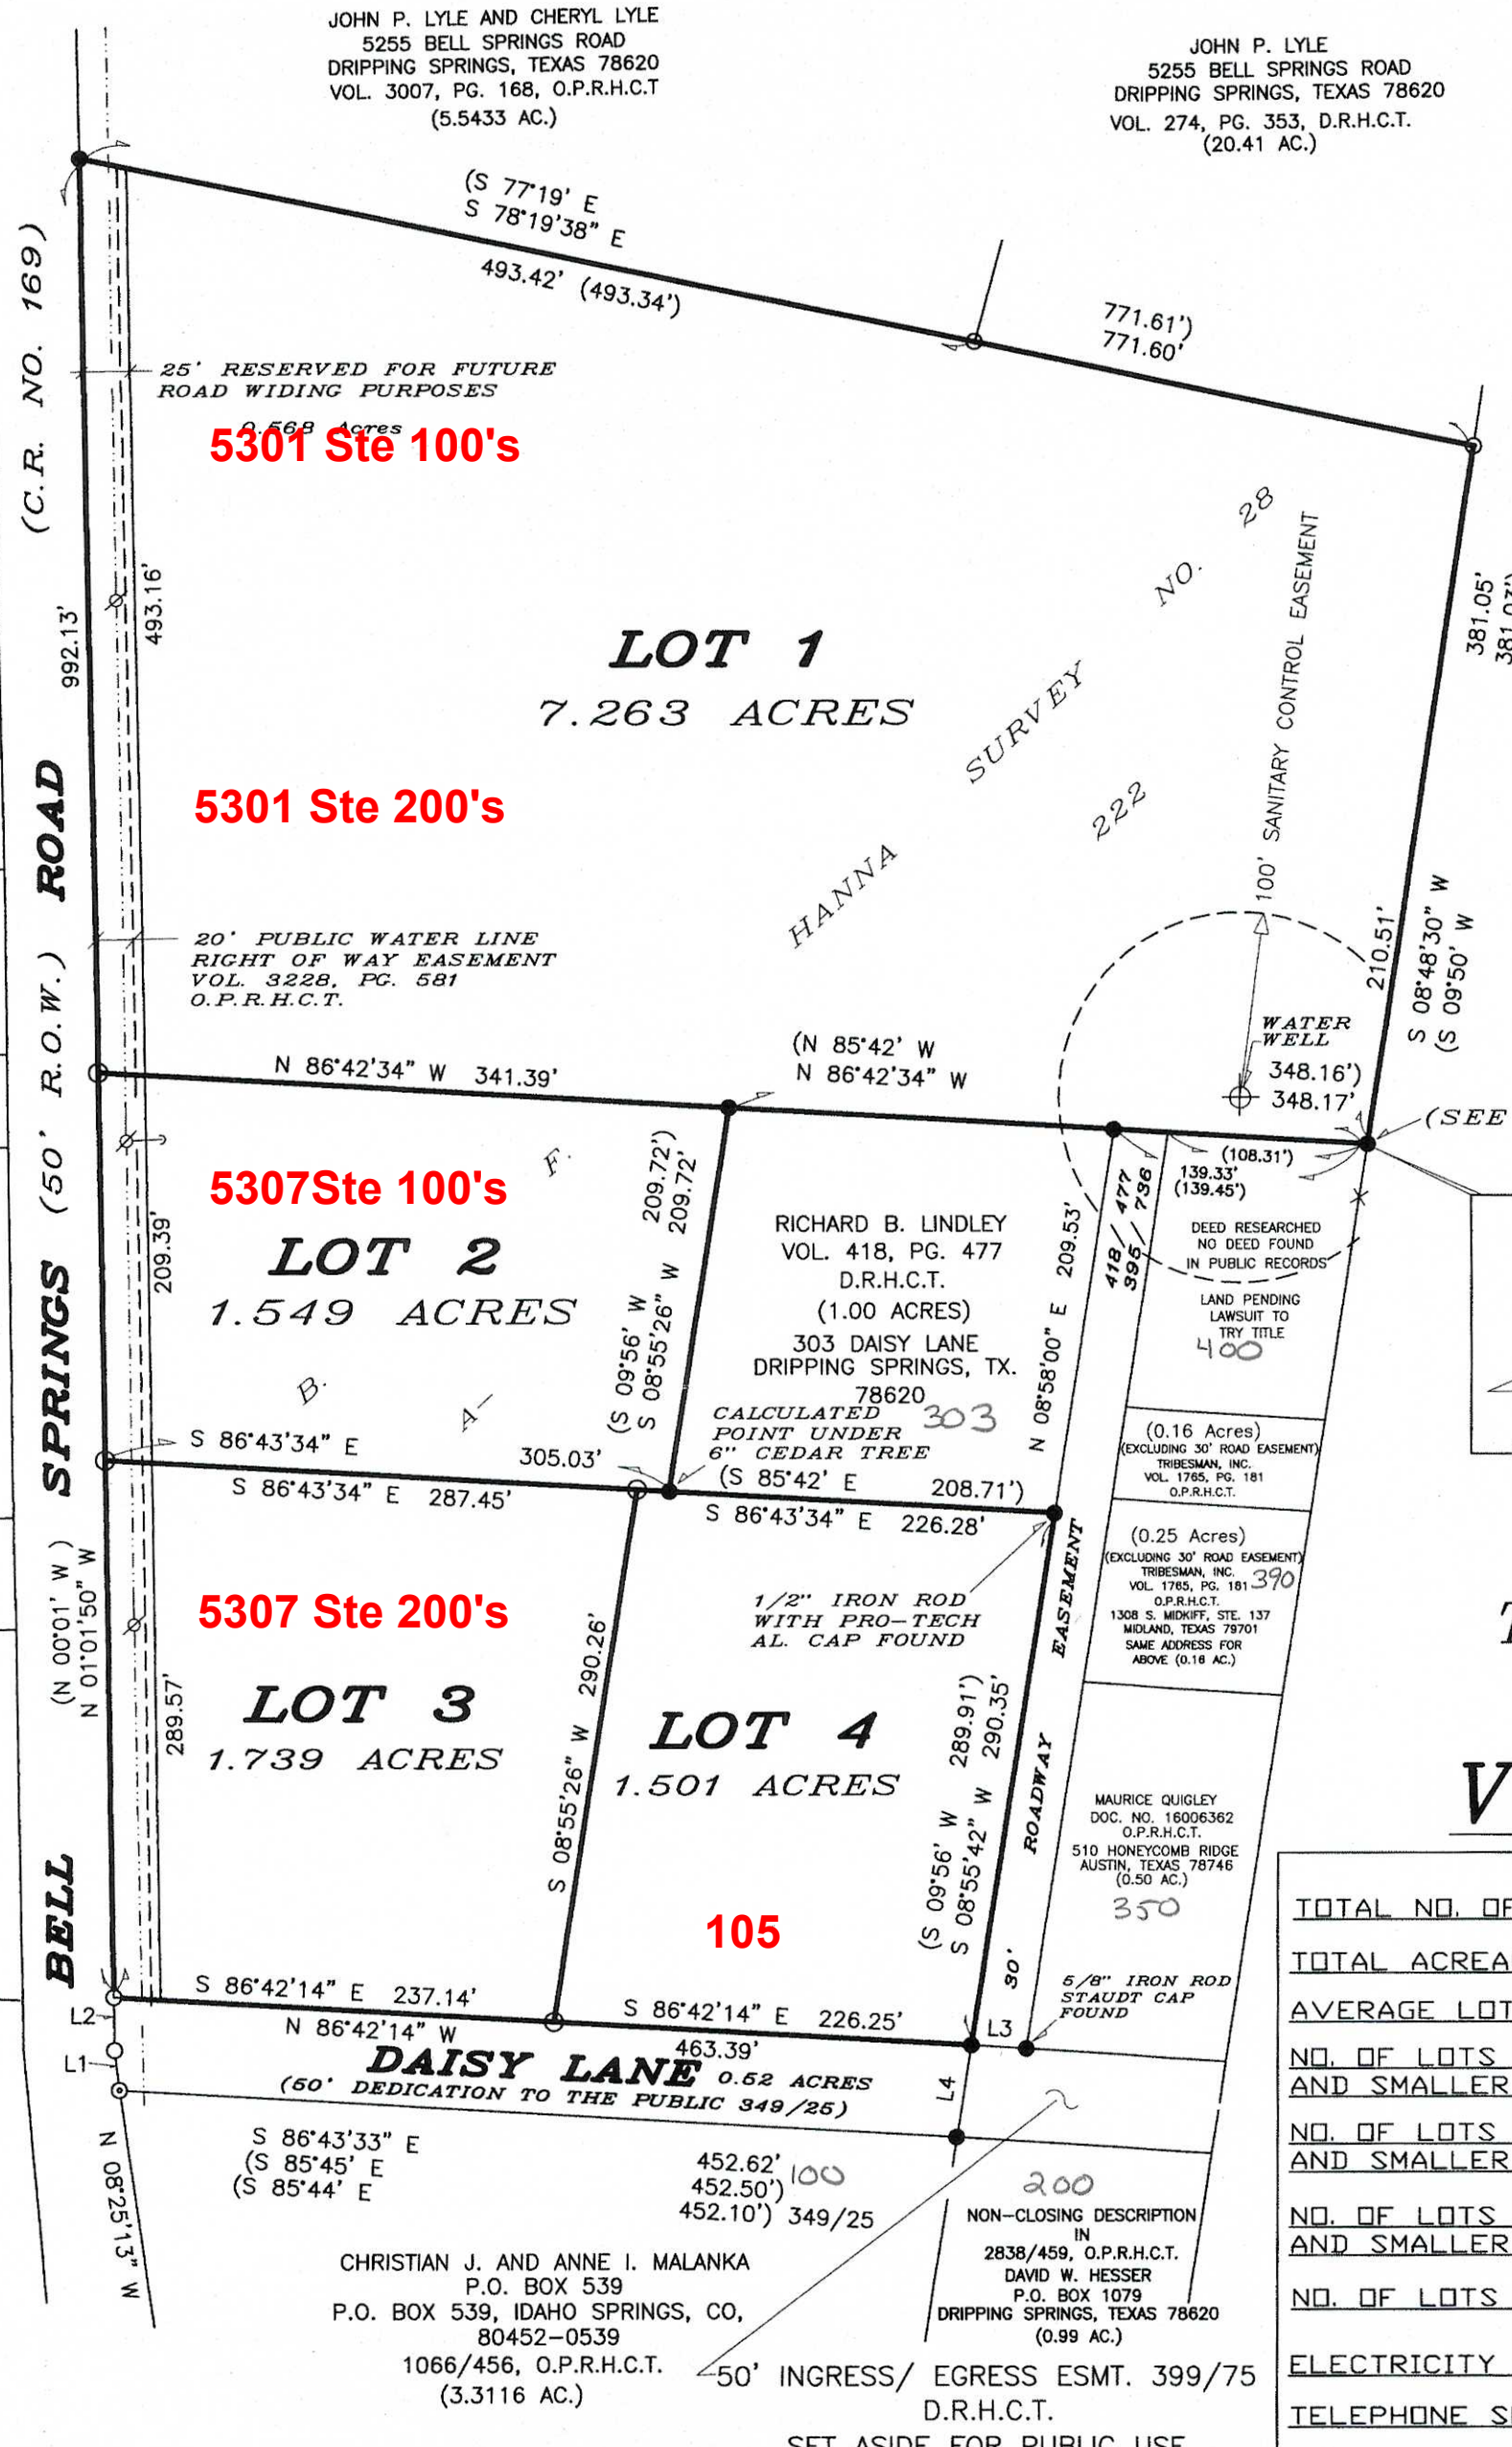 JOHN P. LYLE AND CHERYL LYLE
5255 BELL SPRINGS ROAD
DRIPPING SPRINGS, TEXAS 78620
VOL. 3007, PG. 168, O.P.R.H.C.T
(5.5433 AC.)
JOHN P. LYLE
5255 BELL SPRINGS ROAD
DRIPPING SPRINGS, TEXAS 78620
VOL. 274, PG. 353, D.R.H.C.T.
(20.41 AC.)
(S 77°19' E
S 78°19'38" E
493.42' (493.34')
771.61')
771.60'
(C.R. NO. 169)
25' RESERVED FOR FUTURE
ROAD WIDING PURPOSES
0.568 Acres
5301 Ste 100's
992.13'
493.16'
LOT 1
7.263 ACRES
HANNA SURVEY NO. 28
222
100' SANITARY CONTROL EASEMENT
381.05'
5301 Ste 200's
20' PUBLIC WATER LINE
RIGHT OF WAY EASEMENT
VOL. 3228, PG. 581
O.P.R.H.C.T.
210.51'
S 08°48'30" W
(S 09°50' W
WATER
WELL
N 86°42'34" W 341.39'
(N 85°42' W
N 86°42'34" W
348.16')
348.17'
(SEE
(108.31')
139.33'
(139.45')
418/477
395/736
BELL SPRINGS (50' R.O.W.) ROAD
5307Ste 100's
LOT 2
1.549 ACRES
209.39'
B. F. A-
(S 09°56' W 209.72')
S 08°55'26" W 209.72'
RICHARD B. LINDLEY
VOL. 418, PG. 477
D.R.H.C.T.
(1.00 ACRES)
303 DAISY LANE
DRIPPING SPRINGS, TX.
78620
303
N 08°58'00" E 209.53'
DEED RESEARCHED
NO DEED FOUND
IN PUBLIC RECORDS
LAND PENDING
LAWSUIT TO
TRY TITLE
400
CALCULATED
POINT UNDER
6" CEDAR TREE
(0.16 Acres)
(EXCLUDING 30' ROAD EASEMENT)
TRIBESMAN, INC.
VOL. 1765, PG. 181
O.P.R.H.C.T.
S 86°43'34" E 305.03'
S 86°43'34" E 287.45'
(S 85°42' E 208.71')
S 86°43'34" E 226.28'
(0.25 Acres)
(EXCLUDING 30' ROAD EASEMENT)
TRIBESMAN, INC.
VOL. 1765, PG. 181
390
O.P.R.H.C.T.
1308 S. MIDKIFF, STE. 137
MIDLAND, TEXAS 79701
SAME ADDRESS FOR
ABOVE (0.16 AC.)
(N 00°01' W )
N 01°01'50" W
5307 Ste 200's
LOT 3
1.739 ACRES
289.57'
S 08°55'26" W 290.26'
1/2" IRON ROD
WITH PRO-TECH
AL. CAP FOUND
LOT 4
1.501 ACRES
105
(S 09°56' W 289.91')
S 08°55'42" W 290.35'
30' ROADWAY EASEMENT
MAURICE QUIGLEY
DOC. NO. 16006362
O.P.R.H.C.T.
510 HONEYCOMB RIDGE
AUSTIN, TEXAS 78746
(0.50 AC.)
350
5/8" IRON ROD
STAUDT CAP
FOUND
S 86°42'14" E 237.14'
S 86°42'14" E 226.25'
N 86°42'14" W 463.39'
L2
L1
L3
L4
DAISY LANE 0.52 ACRES
(50' DEDICATION TO THE PUBLIC 349/25)
N 08°25'13" W
S 86°43'33" E 452.62'
(S 85°45' E 452.50')
(S 85°44' E 452.10') 349/25
100
200
NON-CLOSING DESCRIPTION
IN
2838/459, O.P.R.H.C.T.
DAVID W. HESSER
P.O. BOX 1079
DRIPPING SPRINGS, TEXAS 78620
(0.99 AC.)
CHRISTIAN J. AND ANNE I. MALANKA
P.O. BOX 539
P.O. BOX 539, IDAHO SPRINGS, CO,
80452-0539
1066/456, O.P.R.H.C.T.
(3.3116 AC.)
50' INGRESS/ EGRESS ESMT. 399/75
D.R.H.C.T.
SET ASIDE FOR PUBLIC USE
V
TOTAL NO. OF
TOTAL ACREA
AVERAGE LOT
NO. OF LOTS
AND SMALLER
NO. OF LOTS
AND SMALLER
NO. OF LOTS
AND SMALLER
NO. OF LOTS
ELECTRICITY
TELEPHONE S